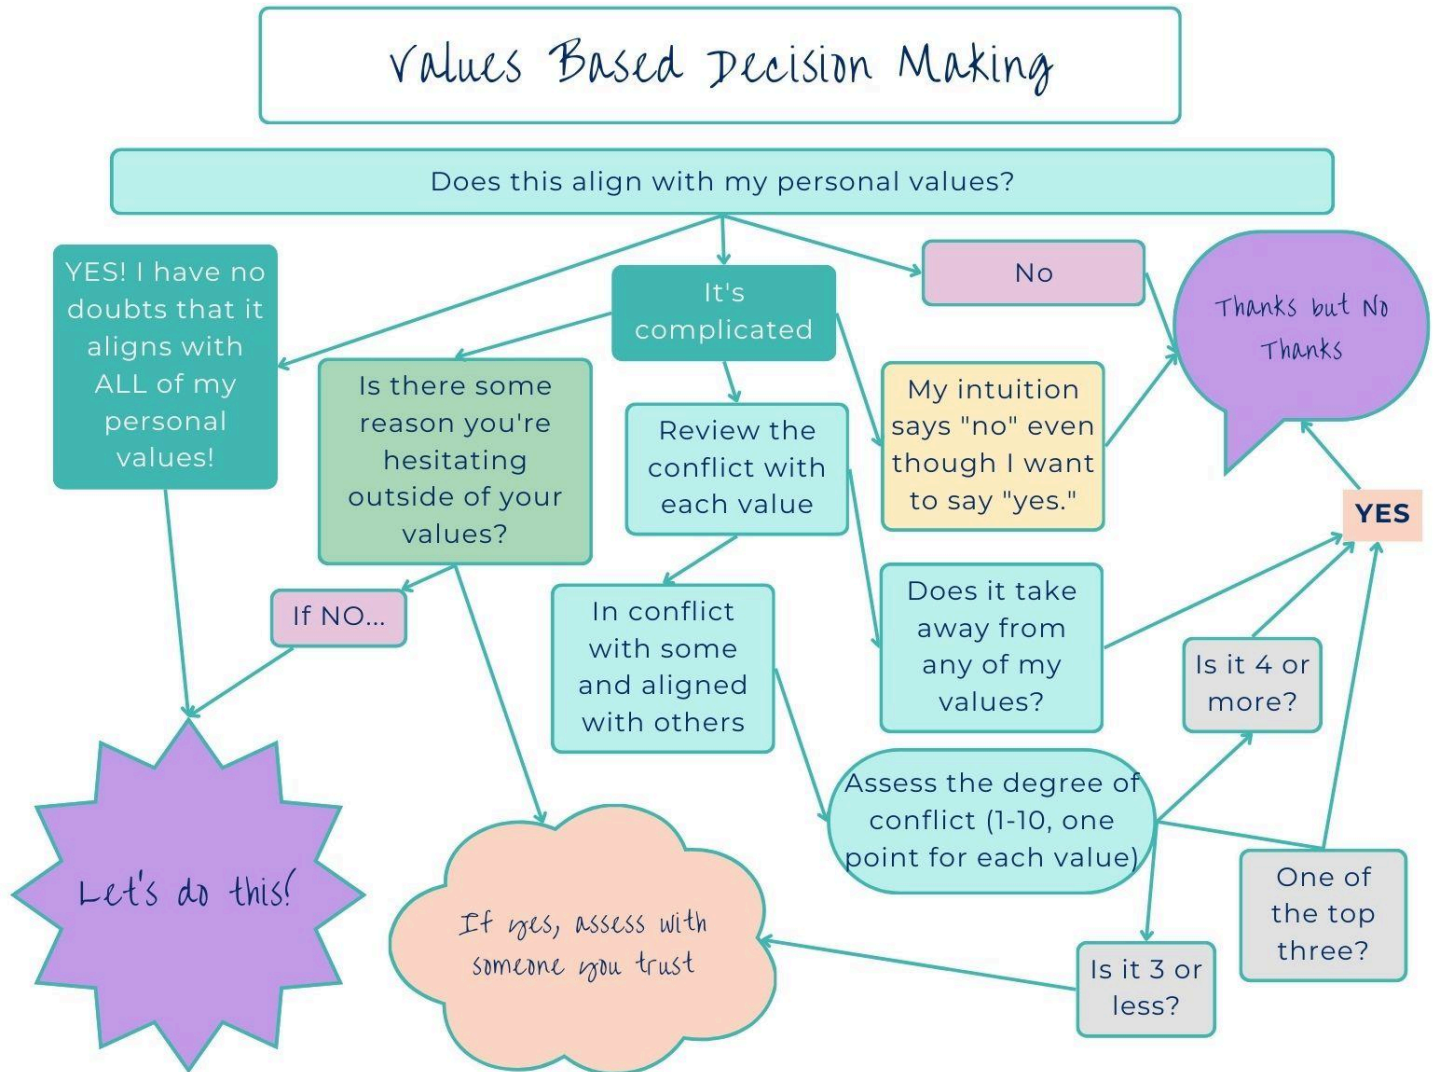 Values Based Decision Making
Does this align with my personal values?
YES! I have no
doubts that it
aligns with
ALL of my
personal
values!
It's
complicated
No
Thanks but No
Thanks
Is there some
reason you're
hesitating
outside of your
values?
Review the
conflict with
each value
My intuition
says "no" even
though I want
to say "yes."
YES
If NO...
In conflict
with some
and aligned
with others
Does it take
away from
any of my
values?
Is it 4 or
more?
Assess the degree of
conflict (1-10, one
point for each value)
Let's do this!
If yes, assess with
someone you trust
One of
the top
three?
Is it 3 or
less?